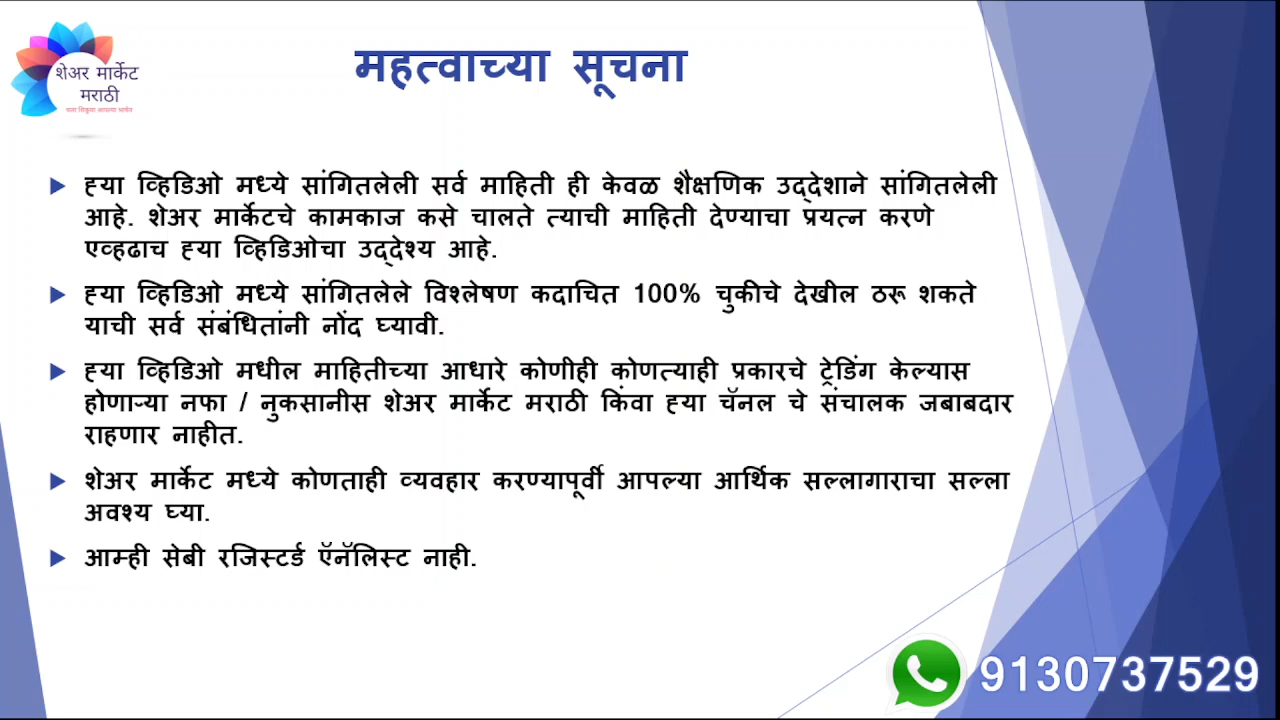 शेअर मार्केट
मराठी
महत्वाच्या सूचना
ह्या व्हिडिओ मध्ये सांगितलेली सर्व माहिती ही केवळ शैक्षणिक उद्देशाने सांगितलेली
आहे. शेअर मार्केटचे कामकाज कसे चालते त्याची माहिती देण्याचा प्रयत्न करणे
एव्हढाच ह्या व्हिडिओचा उद्देश्य आहे.
ह्या व्हिडिओ मध्ये सांगितलेले विश्लेषण कदाचित 100% चुकीचे देखील ठरू शकते
याची सर्व संबंधितांनी नोंद घ्यावी.
ह्या व्हिडिओ मधील माहितीच्या आधारे कोणीही कोणत्याही प्रकारचे ट्रेडिंग केल्यास
होणाऱ्या नफा / नुकसानीस शेअर मार्केट मराठी किंवा ह्या चॅनल चे संचालक जबाबदार
राहणार नाहीत.
शेअर मार्केट मध्ये कोणताही व्यवहार करण्यापूर्वी आपल्या आर्थिक सल्लागाराचा सल्ला
अवश्य घ्या.
आम्ही सेबी रजिस्टर्ड ऍनॅलिस्ट नाही.
9130737529